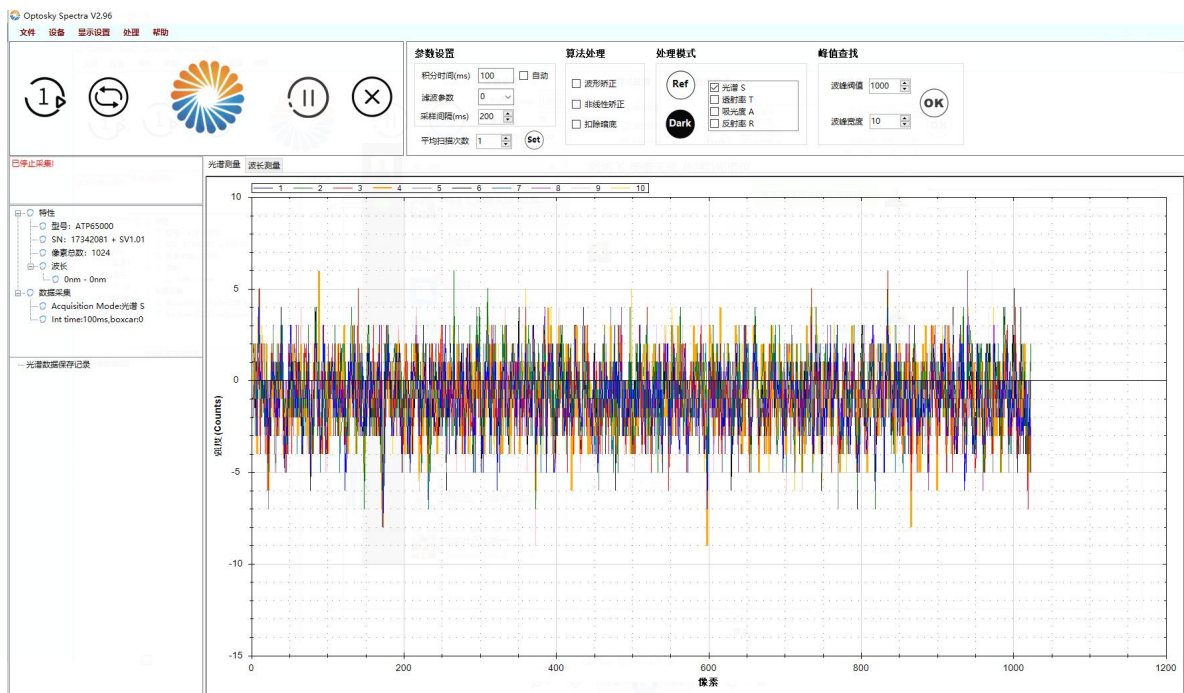 Optosky Spectra V2.96
文件 设备 显示设置 处理 帮助
参数设置
积分时间(ms) 100 自动
滤波参数 0
采样间隔(ms) 200
平均扫描次数 1 Set
算法处理
波形矫正
非线性矫正
扣除暗底
处理模式
Ref
Dark
光谱 S
透射率 T
吸光度 A
反射率 R
峰值查找
波峰阀值 1000
波峰宽度 10
OK
已停止采集!
特性
型号: ATP65000
SN: 17342081 + SV1.01
像素总数: 1024
波长
0nm - 0nm
数据采集
Acquisition Mode:光谱 S
Int time:100ms,boxcar:0
光谱数据保存记录
光谱测量 波长测量
1 2 3 4 5 6 7 8 9 10
强度 (Counts)
10
5
0
-5
-10
-15
0 200 400 600 800 1000 1200
像素